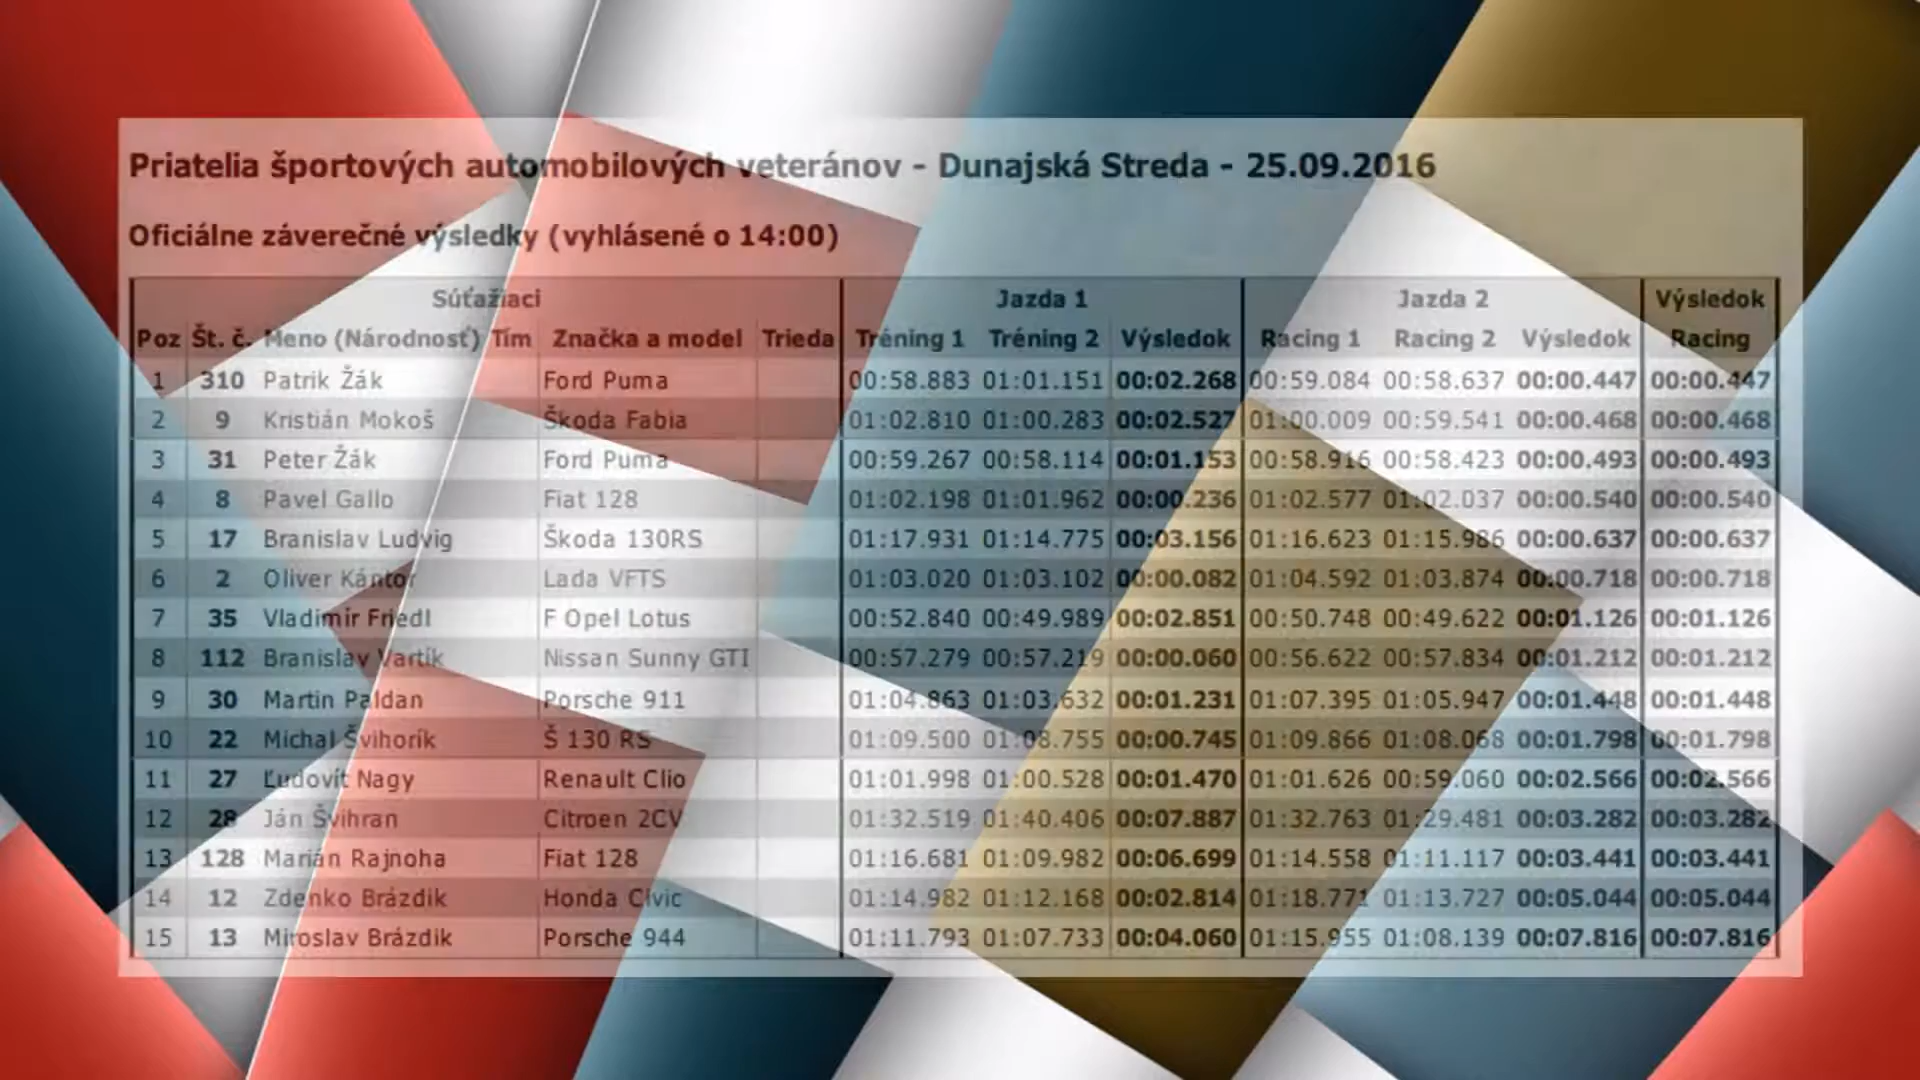 Priatelia športových automobilových veteránov - Dunajská Streda - 25.09.2016
Oficiálne záverečné výsledky (vyhlásené o 14:00)
Súťažiaci Jazda 1 Jazda 2 Výsledok
Poz Št. č. Meno (Národnosť) Tím Značka a model Trieda Tréning 1 Tréning 2 Výsledok Racing 1 Racing 2 Výsledok Racing
1 310 Patrik Žák Ford Puma 00:58.883 01:01.151 00:02.268 00:59.084 00:58.637 00:00.447 00:00.447
2 9 Kristián Mokoš Škoda Fabia 01:02.810 01:00.283 00:02.527 01:00.009 00:59.541 00:00.468 00:00.468
3 31 Peter Žák Ford Puma 00:59.267 00:58.114 00:01.153 00:58.916 00:58.423 00:00.493 00:00.493
4 8 Pavel Gallo Fiat 128 01:02.198 01:01.962 00:00.236 01:02.577 01:02.037 00:00.540 00:00.540
5 17 Branislav Ludvig Škoda 130RS 01:17.931 01:14.775 00:03.156 01:16.623 01:15.986 00:00.637 00:00.637
6 2 Oliver Kántor Lada VFTS 01:03.020 01:03.102 00:00.082 01:04.592 01:03.874 00:00.718 00:00.718
7 35 Vladimír Friedl F Opel Lotus 00:52.840 00:49.989 00:02.851 00:50.748 00:49.622 00:01.126 00:01.126
8 112 Branislav Vartík Nissan Sunny GTI 00:57.279 00:57.219 00:00.060 00:56.622 00:57.834 00:01.212 00:01.212
9 30 Martin Paldan Porsche 911 01:04.863 01:03.632 00:01.231 01:07.395 01:05.947 00:01.448 00:01.448
10 22 Michal Švihorík Š 130 RS 01:09.500 01:08.755 00:00.745 01:09.866 01:08.068 00:01.798 00:01.798
11 27 Ľudovít Nagy Renault Clio 01:01.998 01:00.528 00:01.470 01:01.626 00:59.060 00:02.566 00:02.566
12 28 Ján Švihran Citroen 2CV 01:32.519 01:40.406 00:07.887 01:32.763 01:29.481 00:03.282 00:03.282
13 128 Marián Rajnoha Fiat 128 01:16.681 01:09.982 00:06.699 01:14.558 01:11.117 00:03.441 00:03.441
14 12 Zdenko Brázdik Honda Civic 01:14.982 01:12.168 00:02.814 01:18.771 01:13.727 00:05.044 00:05.044
15 13 Miroslav Brázdik Porsche 944 01:11.793 01:07.733 00:04.060 01:15.955 01:08.139 00:07.816 00:07.816